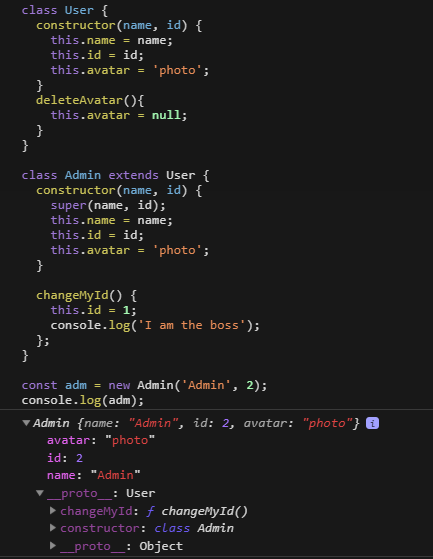 class User {
  constructor(name, id) {
    this.name = name;
    this.id = id;
    this.avatar = 'photo';
  }
  deleteAvatar(){
    this.avatar = null;
  }
}

class Admin extends User {
  constructor(name, id) {
    super(name, id);
    this.name = name;
    this.id = id;
    this.avatar = 'photo';
  }

  changeMyId() {
    this.id = 1;
    console.log('I am the boss');
  };
}

const adm = new Admin('Admin', 2);
console.log(adm);
▼Admin {name: "Admin", id: 2, avatar: "photo"} i
  avatar: "photo"
  id: 2
  name: "Admin"
  ▼__proto__: User
    ▶changeMyId: ƒ changeMyId()
    ▶constructor: class Admin
    ▶__proto__: Object